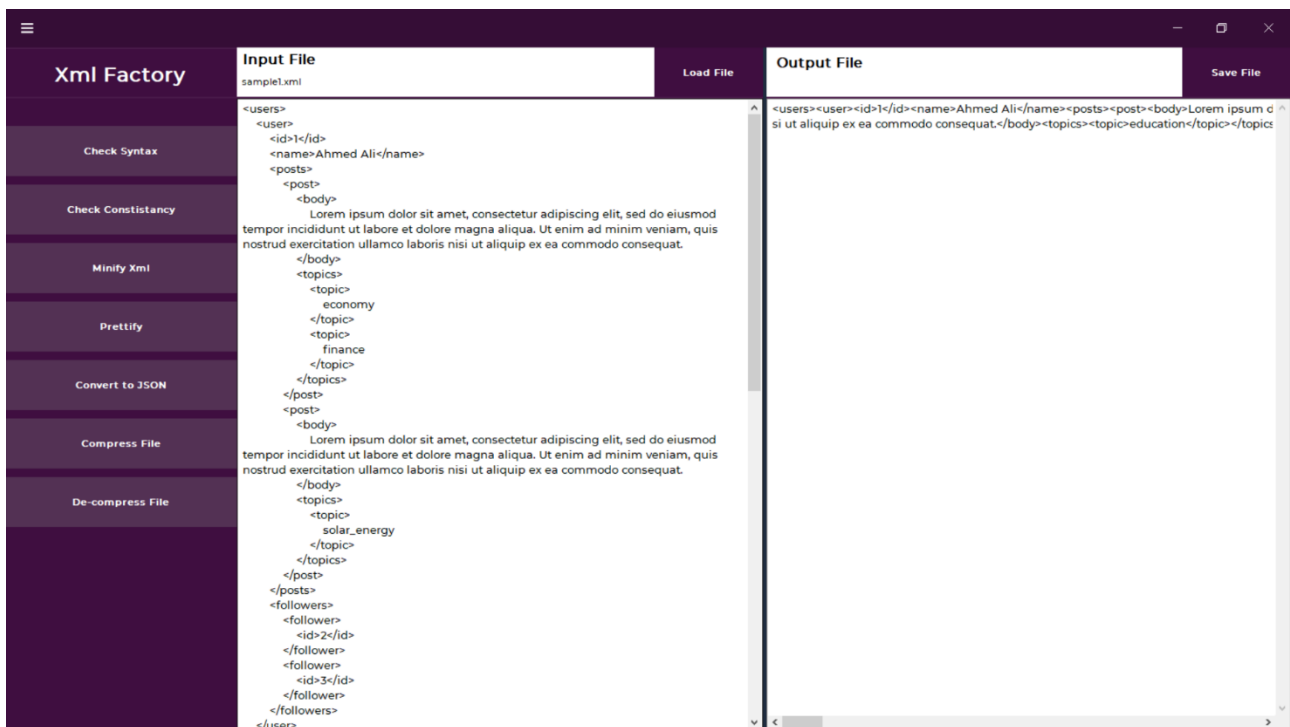 Xml Factory
Check Syntax
Check Constistancy
Minify Xml
Prettify
Convert to JSON
Compress File
De-compress File
Input File
sample1.xml
Load File
<users>
<user>
<id>1</id>
<name>Ahmed Ali</name>
<posts>
<post>
<body>
Lorem ipsum dolor sit amet, consectetur adipiscing elit, sed do eiusmod
tempor incididunt ut labore et dolore magna aliqua. Ut enim ad minim veniam, quis
nostrud exercitation ullamco laboris nisi ut aliquip ex ea commodo consequat.
</body>
<topics>
<topic>
economy
</topic>
<topic>
finance
</topic>
</topics>
</post>
<post>
<body>
Lorem ipsum dolor sit amet, consectetur adipiscing elit, sed do eiusmod
tempor incididunt ut labore et dolore magna aliqua. Ut enim ad minim veniam, quis
nostrud exercitation ullamco laboris nisi ut aliquip ex ea commodo consequat.
</body>
<topics>
<topic>
solar_energy
</topic>
</topics>
</post>
</posts>
<followers>
<follower>
<id>2</id>
</follower>
<follower>
<id>3</id>
</follower>
</followers>
</user>
Output File
Save File
<users><user><id>1</id><name>Ahmed Ali</name><posts><post><body>Lorem ipsum d
si ut aliquip ex ea commodo consequat.</body><topics><topic>education</topic></topics